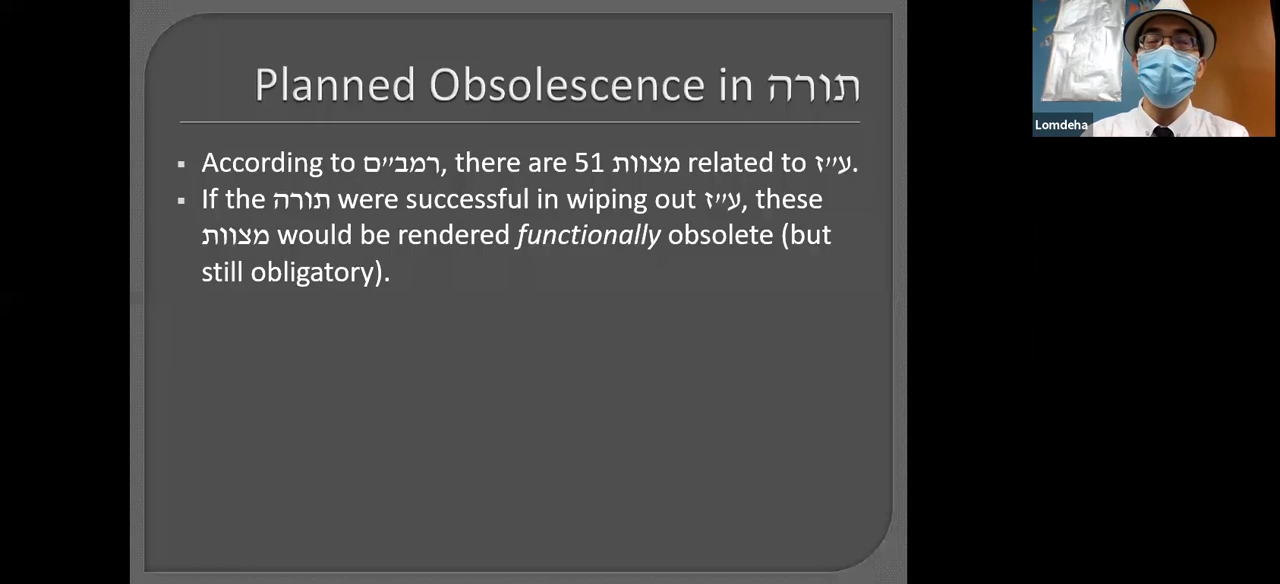 Planned Obsolescence in תורה
▪ According to רמב״ם, there are 51 מצוות related to ע״ז.
▪ If the תורה were successful in wiping out ע״ז, these
מצוות would be rendered functionally obsolete (but
still obligatory).
Lomdeha